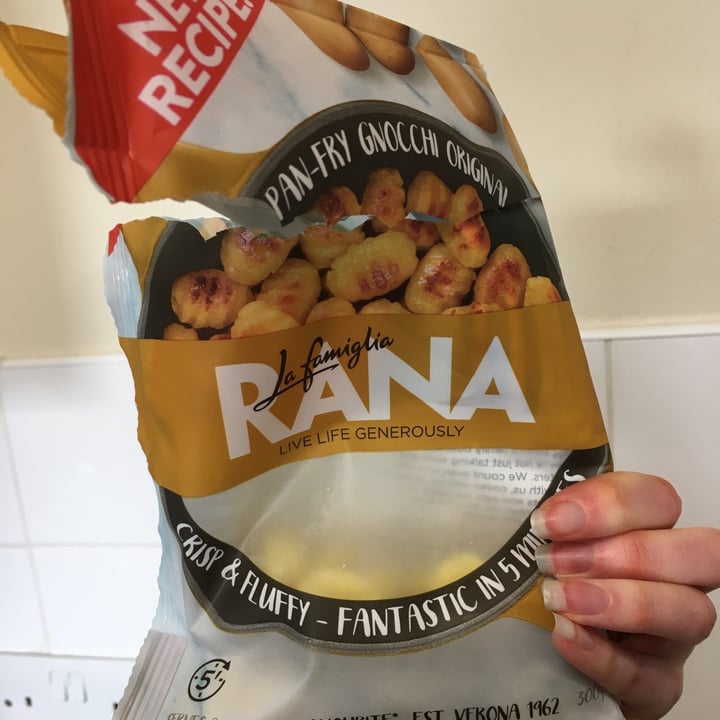 NEW
RECIPE!
PAN-FRY GNOCCHI ORIGINAL
La famiglia
RANA
LIVE LIFE GENEROUSLY
CRISP & FLUFFY - FANTASTIC IN 5 MINUTES
5
EST. VERONA 1962